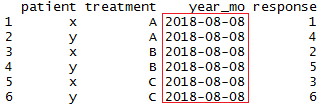 patient treatment year_mo response
1 x A 2018-08-08 1
2 y A 2018-08-08 4
3 x B 2018-08-08 2
4 y B 2018-08-08 5
5 x C 2018-08-08 3
6 y C 2018-08-08 6